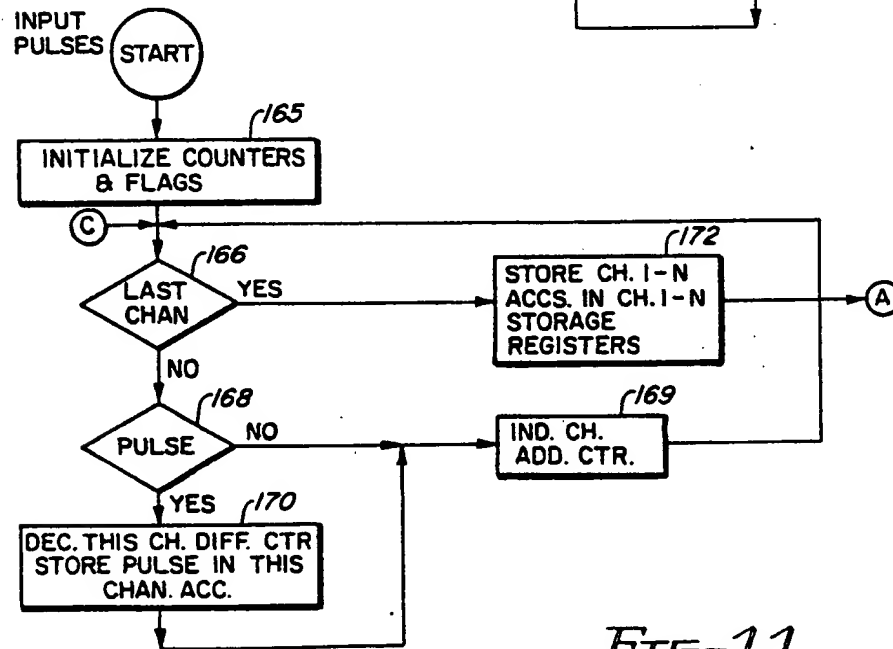 INPUT
PULSES
START
165
INITIALIZE COUNTERS
& FLAGS
C
166
LAST
CHAN
YES
172
STORE CH. 1-N
ACCS. IN CH. 1-N
STORAGE
REGISTERS
A
NO
168
PULSE
NO
169
IND. CH.
ADD. CTR.
YES
170
DEC. THIS CH. DIFF. CTR
STORE PULSE IN THIS
CHAN. ACC.
FIG-11